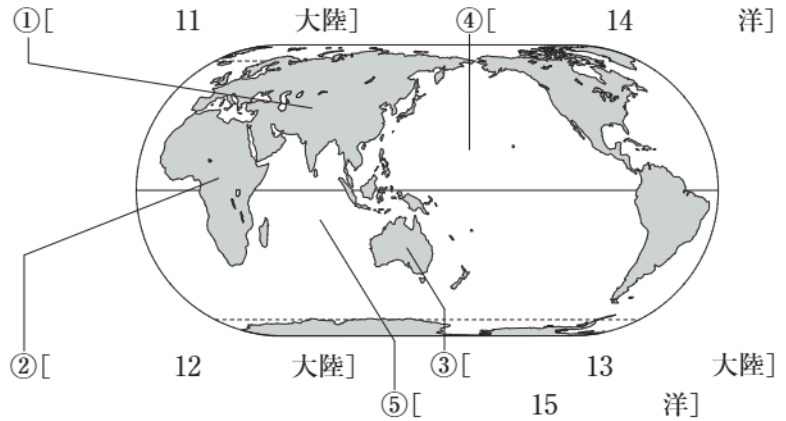 ①[ 11 大陸] ④[ 14 洋]
②[ 12 大陸] ③[ 13 大陸]
⑤[ 15 洋]